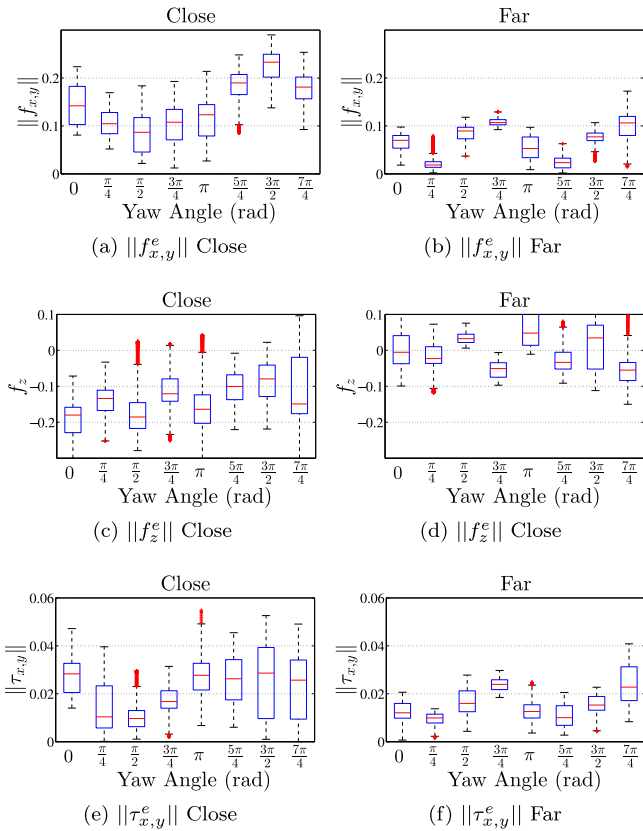 Close
Far
||f_{x,y}||
0.2
0.1
0
0 π/4 π/2 3π/4 π 5π/4 3π/2 7π/4
Yaw Angle (rad)
(a) ||f^e_{x,y}|| Close
||f_{x,y}||
0.2
0.1
0
0 π/4 π/2 3π/4 π 5π/4 3π/2 7π/4
Yaw Angle (rad)
(b) ||f^e_{x,y}|| Far
Close
Far
f_z
0.1
0
−0.1
−0.2
0 π/4 π/2 3π/4 π 5π/4 3π/2 7π/4
Yaw Angle (rad)
(c) ||f^e_z|| Close
f_z
0.1
0
−0.1
−0.2
0 π/4 π/2 3π/4 π 5π/4 3π/2 7π/4
Yaw Angle (rad)
(d) ||f^e_z|| Close
Close
Far
||τ_{x,y}||
0.06
0.04
0.02
0
0 π/4 π/2 3π/4 π 5π/4 3π/2 7π/4
Yaw Angle (rad)
(e) ||τ^e_{x,y}|| Close
||τ_{x,y}||
0.06
0.04
0.02
0
0 π/4 π/2 3π/4 π 5π/4 3π/2 7π/4
Yaw Angle (rad)
(f) ||τ^e_{x,y}|| Far